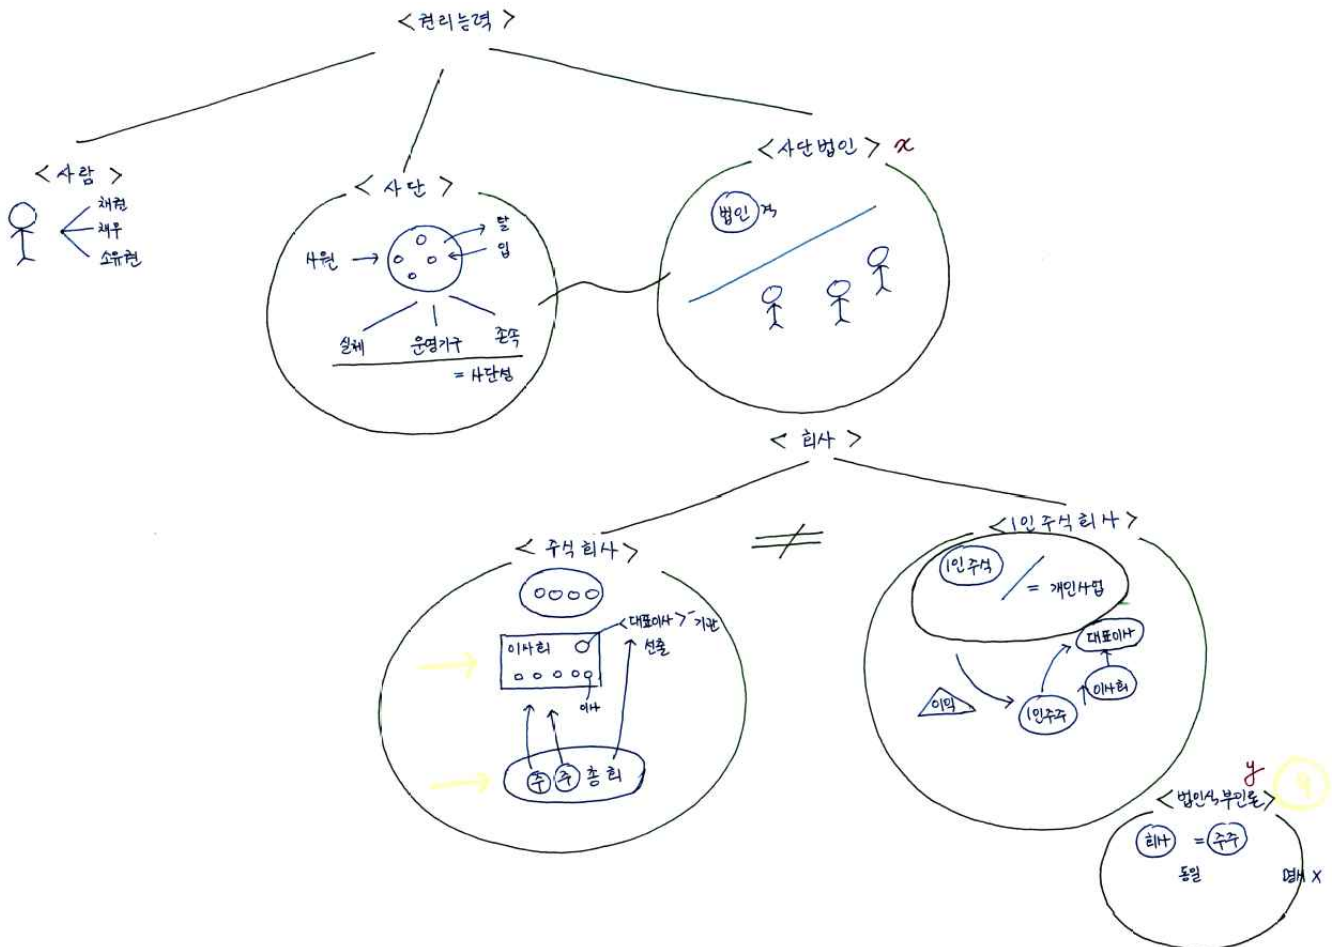 <권리능력>
<사람>
채권
채무
소유권
<사단>
사원
탈
입
실체
운영기구
존속
= 사단성
<사단법인> x
법인격
<회사>
<주식회사>
≠
<1인주식회사>
<대표이사> - 기관
이사회
선출
이사
주 주 총회
1인주식
= 개인사업
대표이사
이사회
이익
1인주주
y
<법인식부인론>
회사 = 주주
동일
x